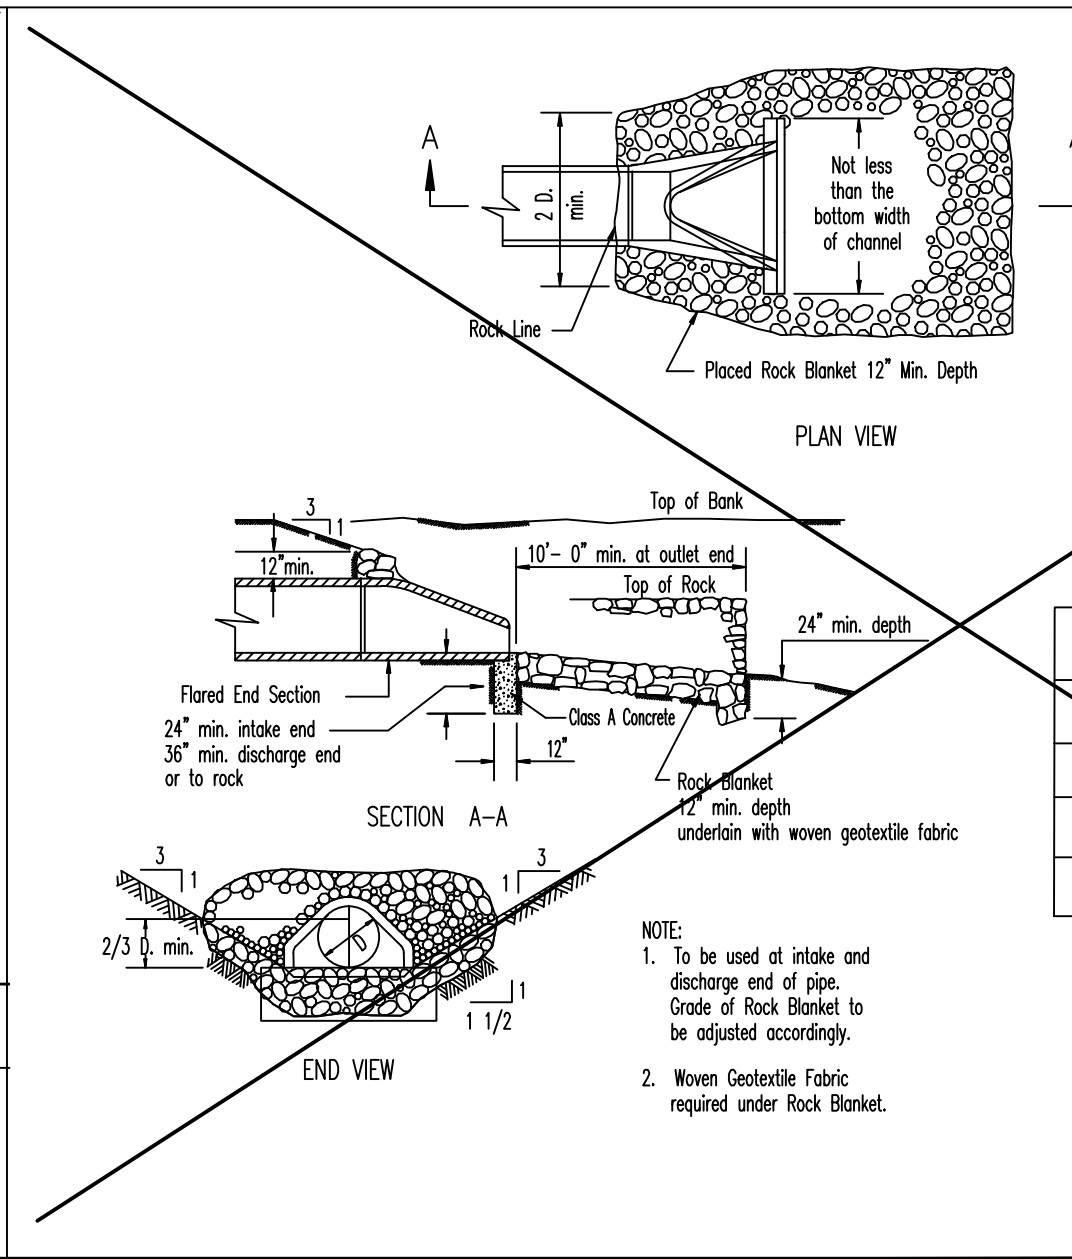 A
2 D.
min.
Not less
than the
bottom width
of channel
Rock Line
Placed Rock Blanket 12" Min. Depth
PLAN VIEW
3
1
Top of Bank
12"min.
10'- 0" min. at outlet end
Top of Rock
24" min. depth
Flared End Section
24" min. intake end
36" min. discharge end
or to rock
Class A Concrete
12"
Rock Blanket
12" min. depth
underlain with woven geotextile fabric
SECTION A-A
3
1
3
1
2/3 D. min.
D
1
1 1/2
END VIEW
NOTE:
1. To be used at intake and
discharge end of pipe.
Grade of Rock Blanket to
be adjusted accordingly.
2. Woven Geotextile Fabric
required under Rock Blanket.